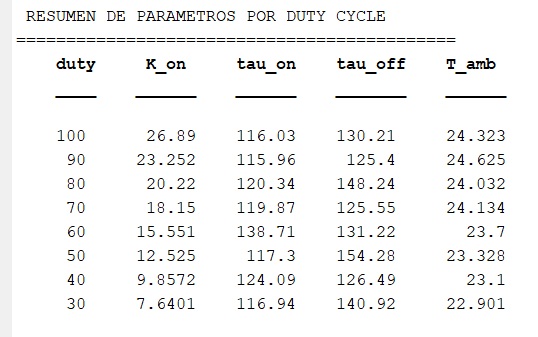 RESUMEN DE PARAMETROS POR DUTY CYCLE
============================================
duty K_on tau_on tau_off T_amb
____ ______ ______ _______ ______
100 26.89 116.03 130.21 24.323
90 23.252 115.96 125.4 24.625
80 20.22 120.34 148.24 24.032
70 18.15 119.87 125.55 24.134
60 15.551 138.71 131.22 23.7
50 12.525 117.3 154.28 23.328
40 9.8572 124.09 126.49 23.1
30 7.6401 116.94 140.92 22.901